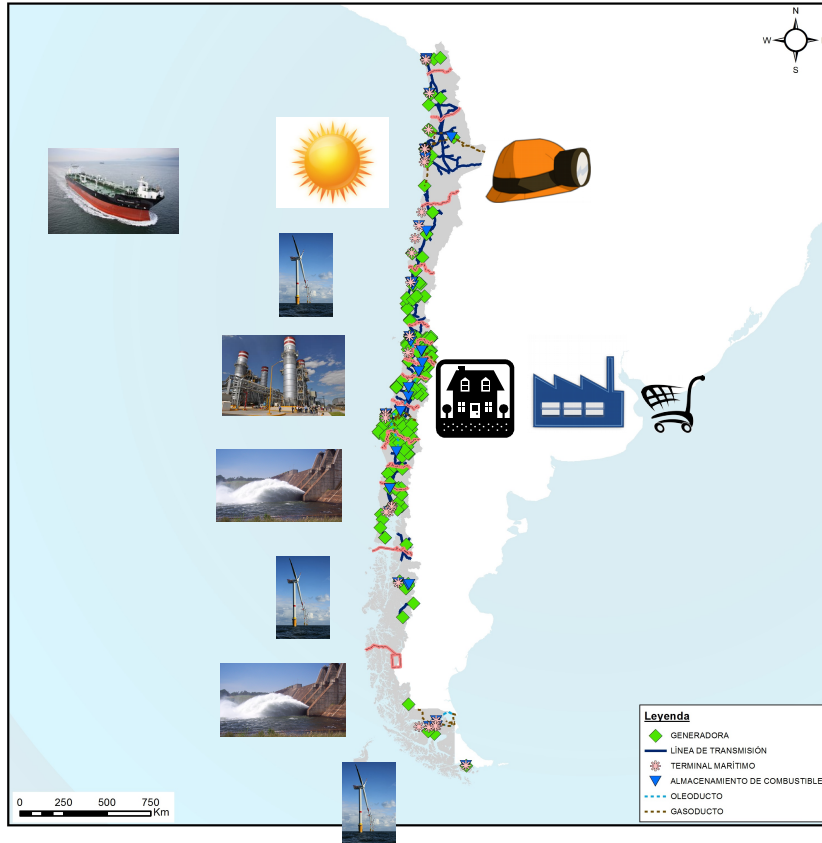 N
W
S
Leyenda
GENERADORA
LÍNEA DE TRANSMISIÓN
TERMINAL MARÍTIMO
ALMACENAMIENTO DE COMBUSTIBLE
OLEODUCTO
GASODUCTO
0 250 500 750
Km